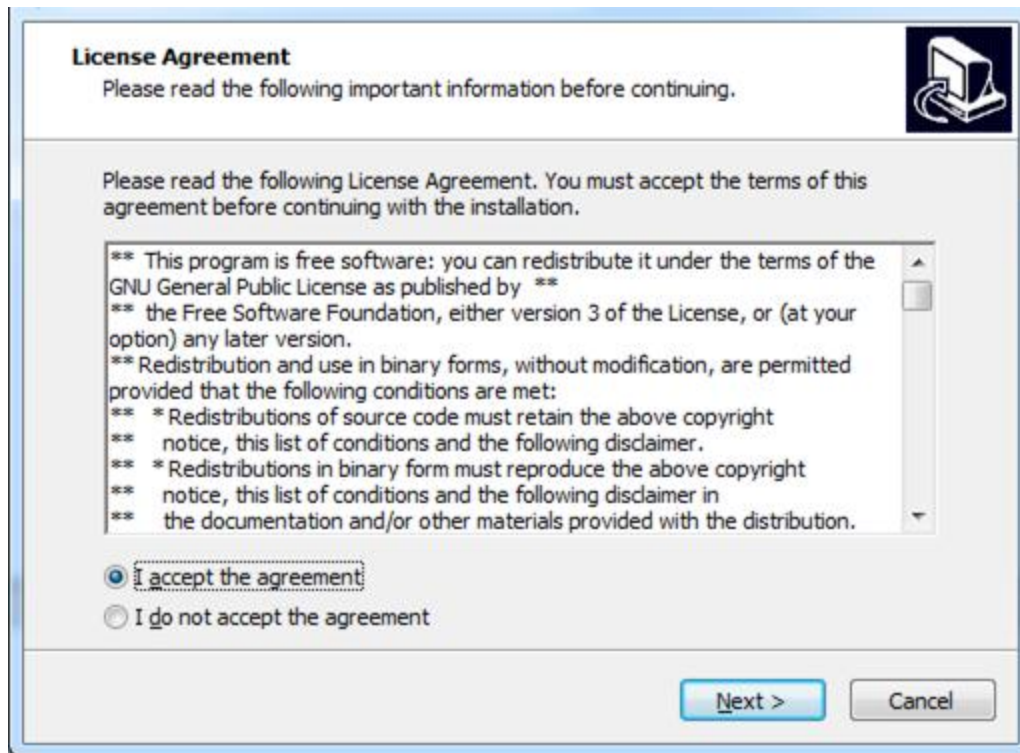 License Agreement
Please read the following important information before continuing.
Please read the following License Agreement. You must accept the terms of this
agreement before continuing with the installation.
** This program is free software: you can redistribute it under the terms of the
GNU General Public License as published by **
** the Free Software Foundation, either version 3 of the License, or (at your
option) any later version.
** Redistribution and use in binary forms, without modification, are permitted
provided that the following conditions are met:
** * Redistributions of source code must retain the above copyright
** notice, this list of conditions and the following disclaimer.
** * Redistributions in binary form must reproduce the above copyright
** notice, this list of conditions and the following disclaimer in
** the documentation and/or other materials provided with the distribution.
I accept the agreement
I do not accept the agreement
Next > Cancel